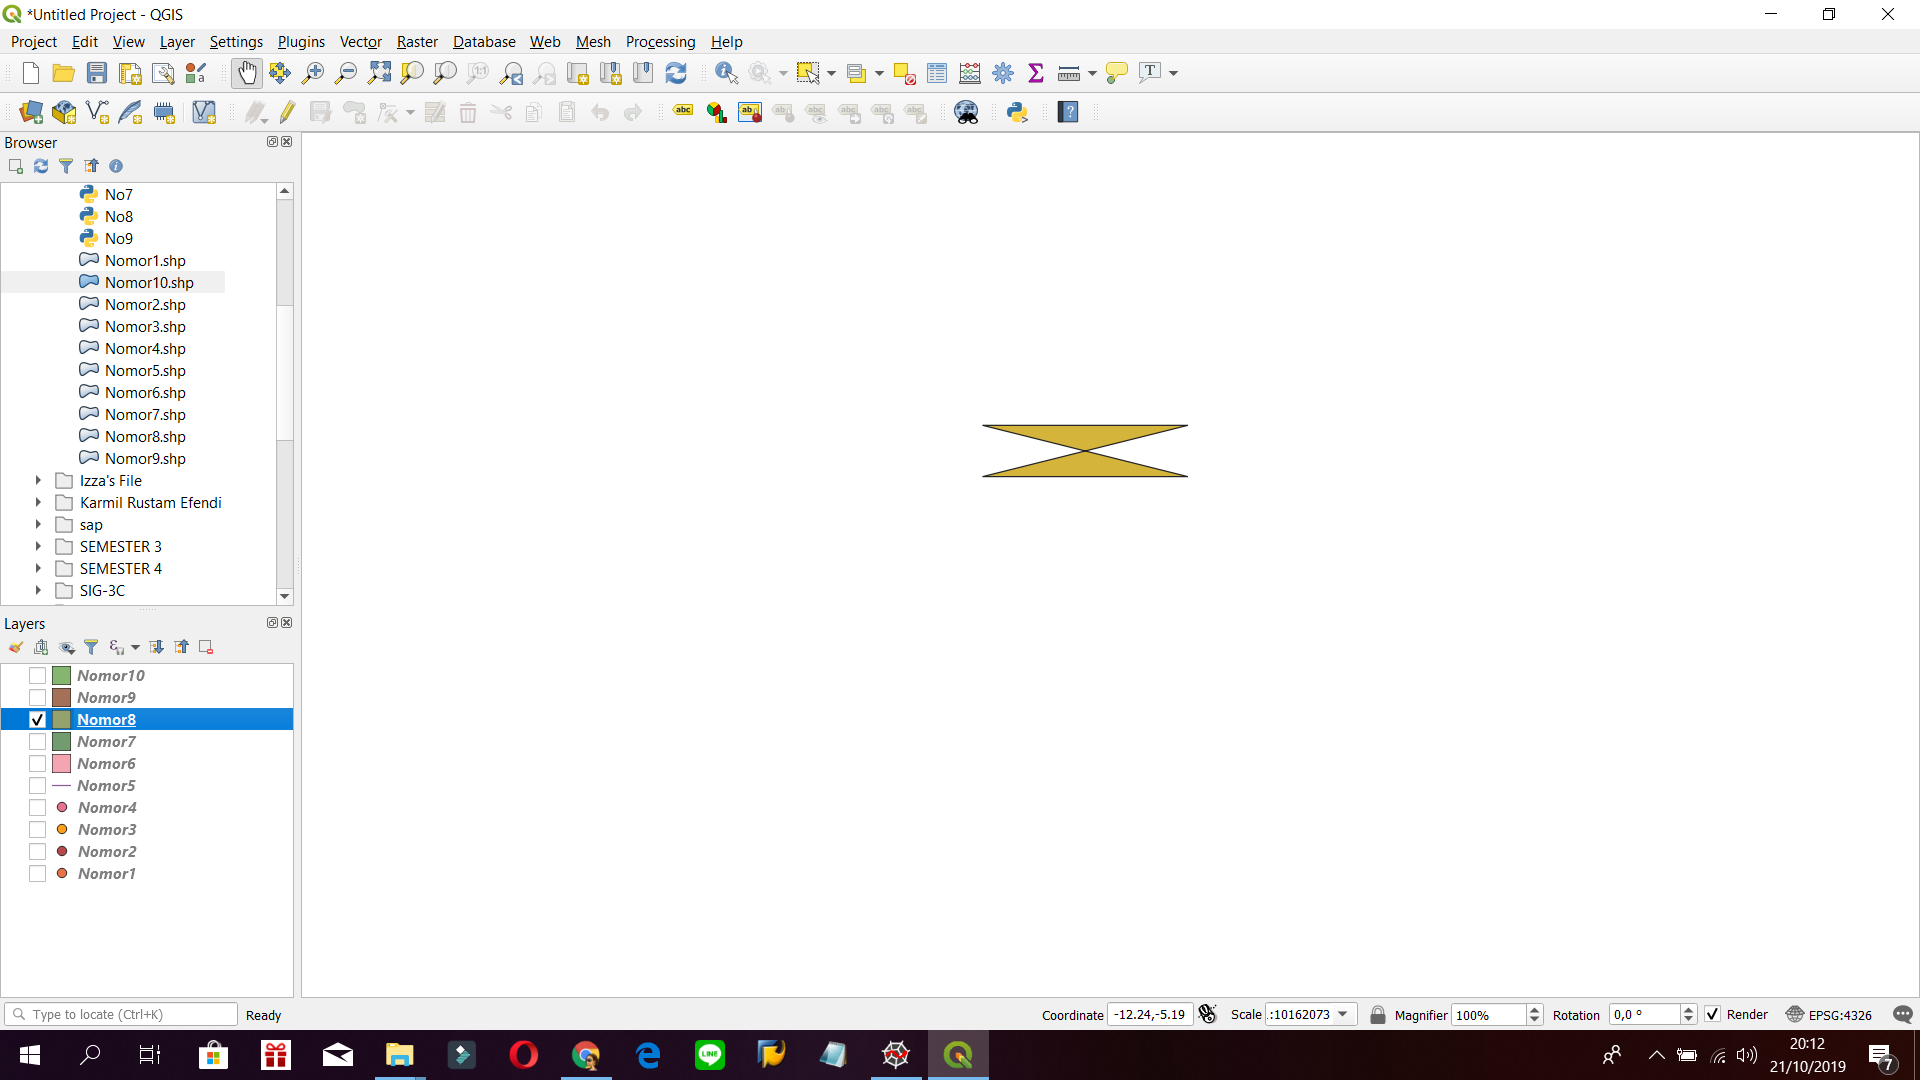 *Untitled Project - QGIS
Project Edit View Layer Settings Plugins Vector Raster Database Web Mesh Processing Help
Browser
No7
No8
No9
Nomor1.shp
Nomor10.shp
Nomor2.shp
Nomor3.shp
Nomor4.shp
Nomor5.shp
Nomor6.shp
Nomor7.shp
Nomor8.shp
Nomor9.shp
Izza's File
Karmil Rustam Efendi
sap
SEMESTER 3
SEMESTER 4
SIG-3C
Layers
Nomor10
Nomor9
Nomor8
Nomor7
Nomor6
Nomor5
Nomor4
Nomor3
Nomor2
Nomor1
Type to locate (Ctrl+K) Ready Coordinate -12.24,-5.19 Scale :10162073 Magnifier 100% Rotation 0,0 ° Render EPSG:4326
20:12
21/10/2019
7